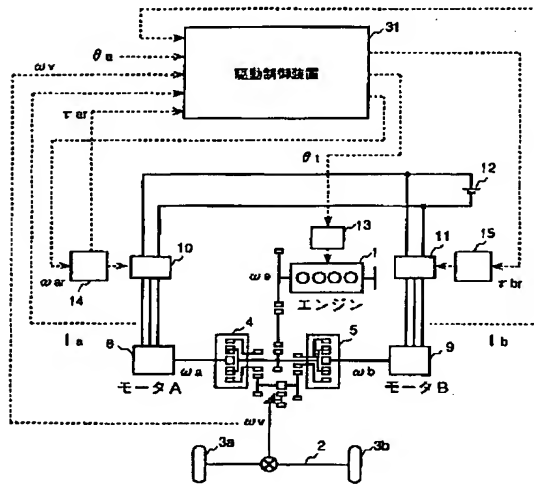 31
θa
ωv
駆動制御装置
τar
θt
12
13
10
1
11
15
ωar
14
ωe
エンジン
τbr
Ia
4
5
Ib
8
ωa
ωb
9
モータA
モータB
ωv
3a
2
3b